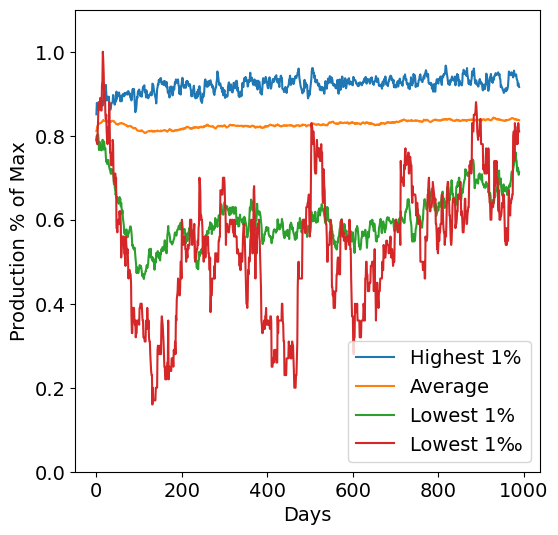 Production % of Max
1.0
0.8
0.6
0.4
0.2
0.0
0
200
400
600
800
1000
Days
Highest 1%
Average
Lowest 1%
Lowest 1‰